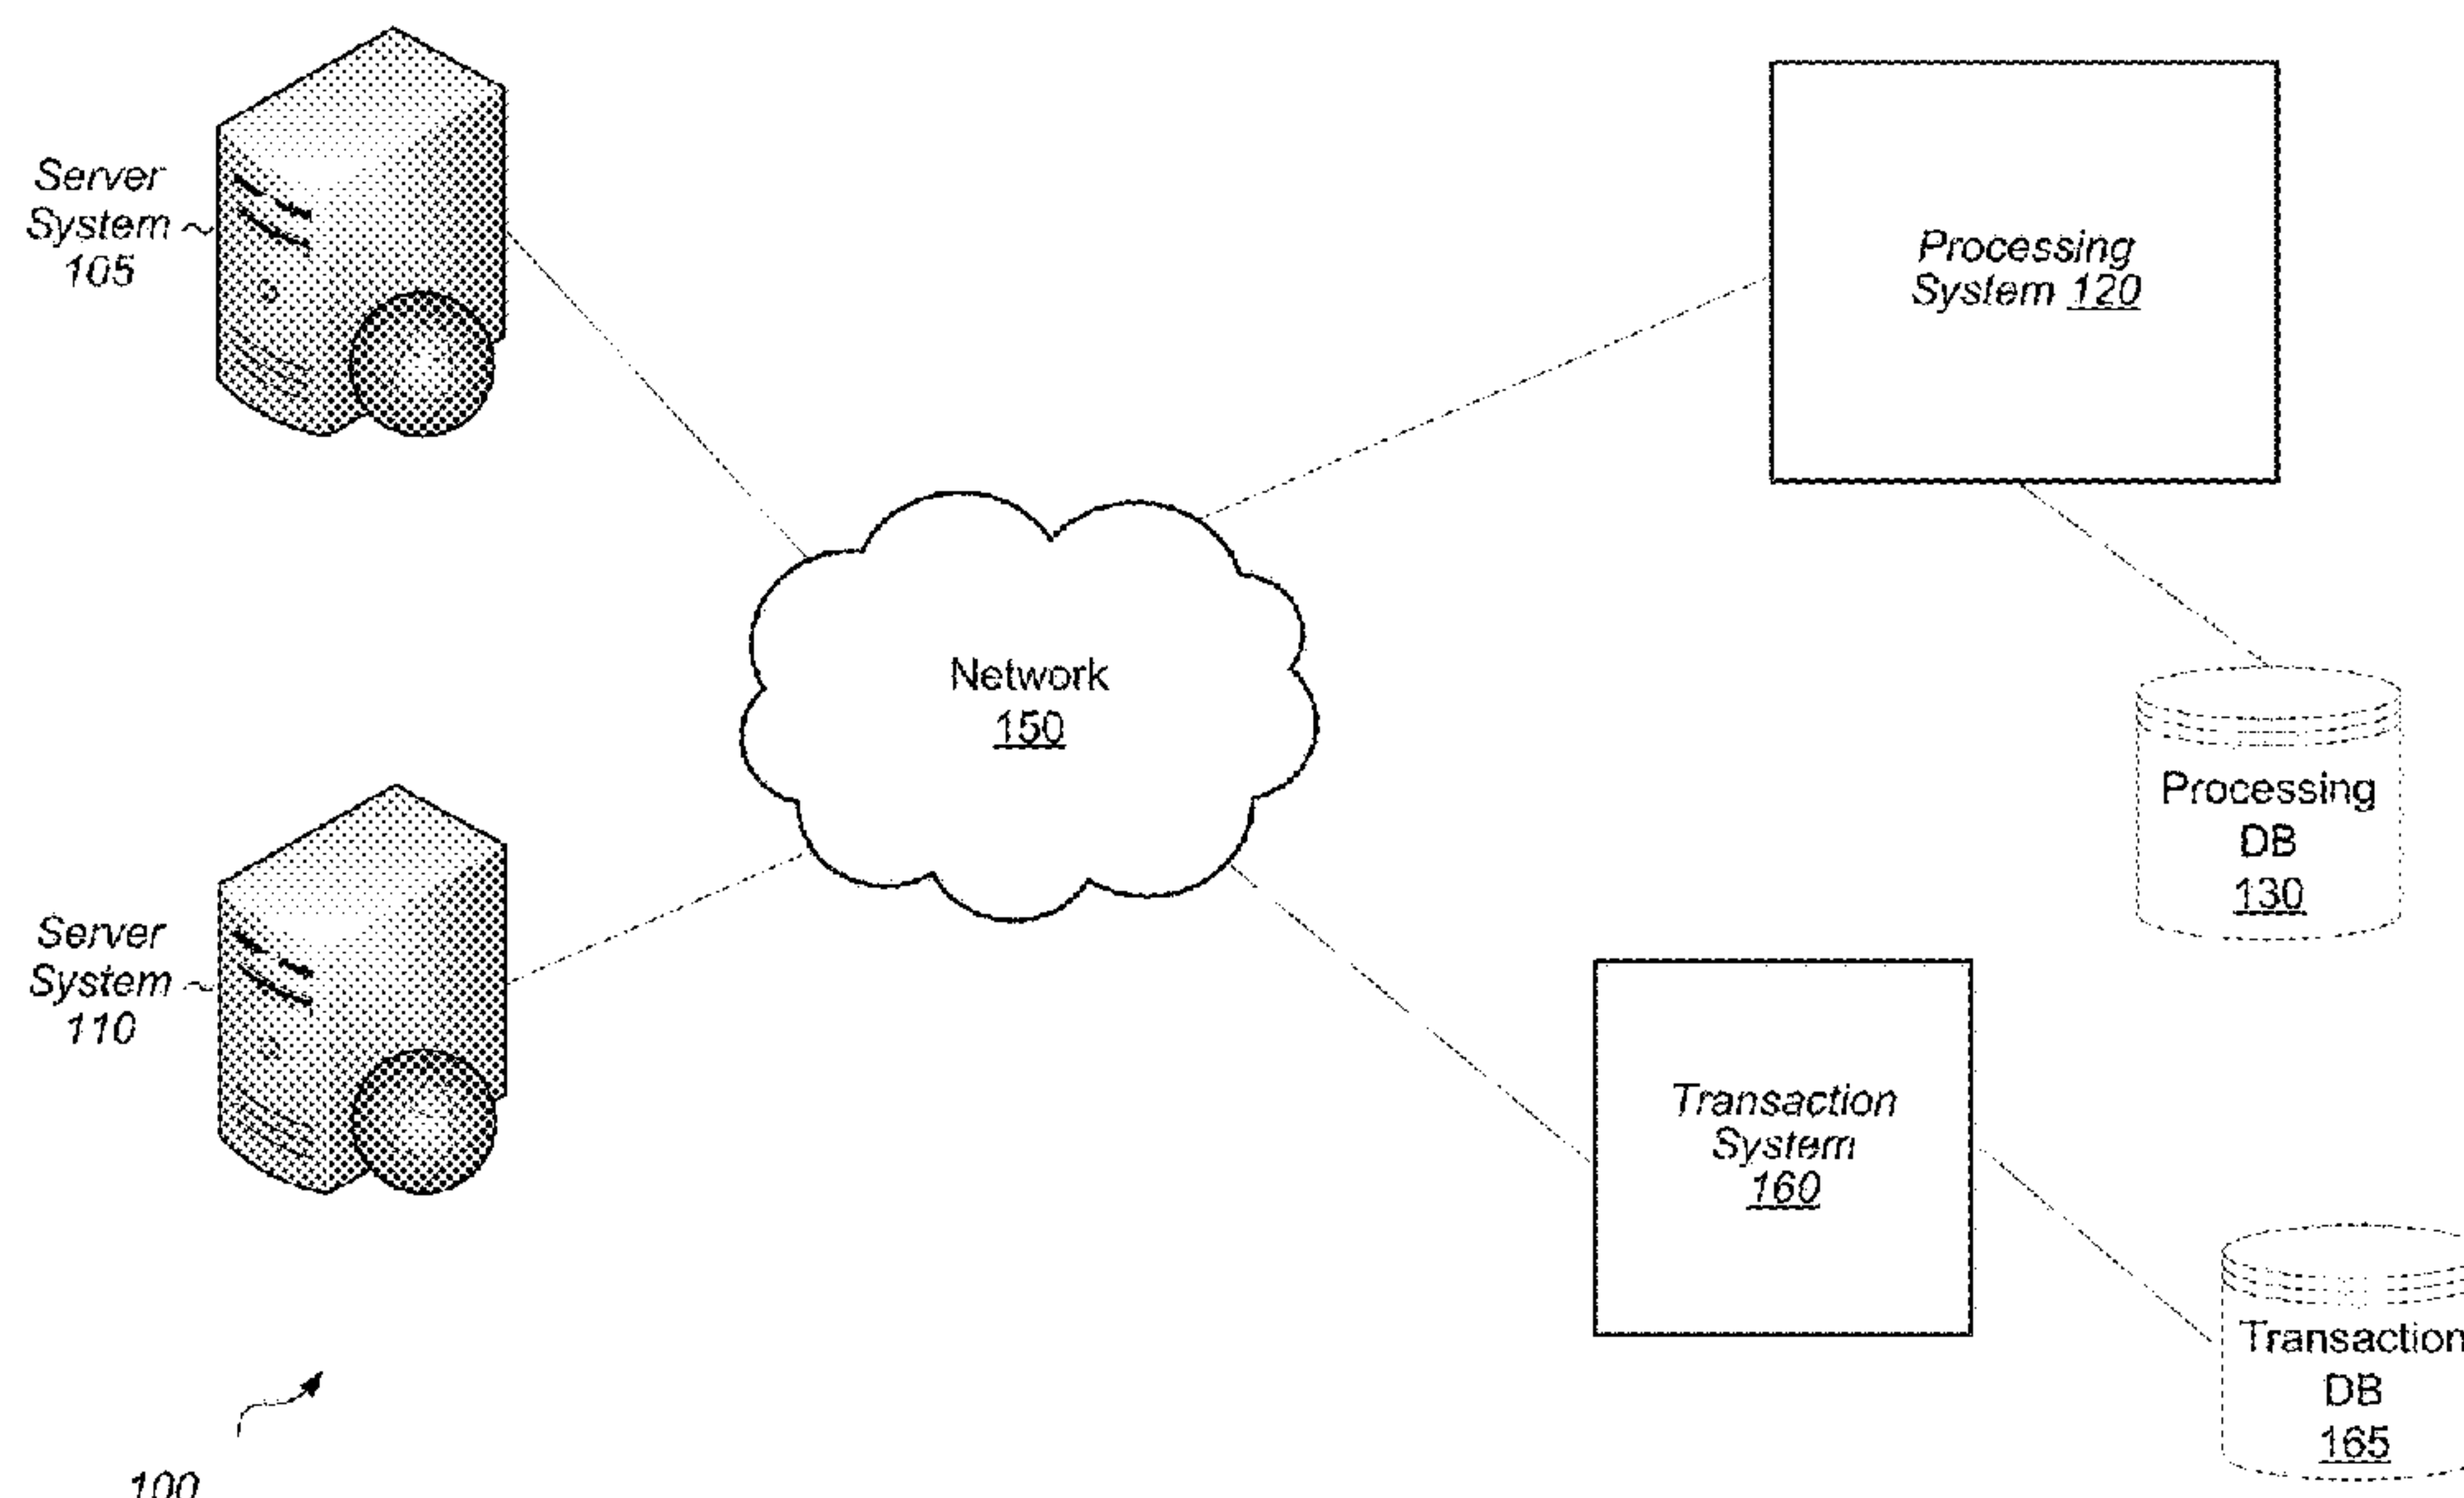 Server
System
105
Processing
System 120
Network
150
Processing
DB
130
Server
System
110
Transaction
System
160
Transaction
DB
165
100